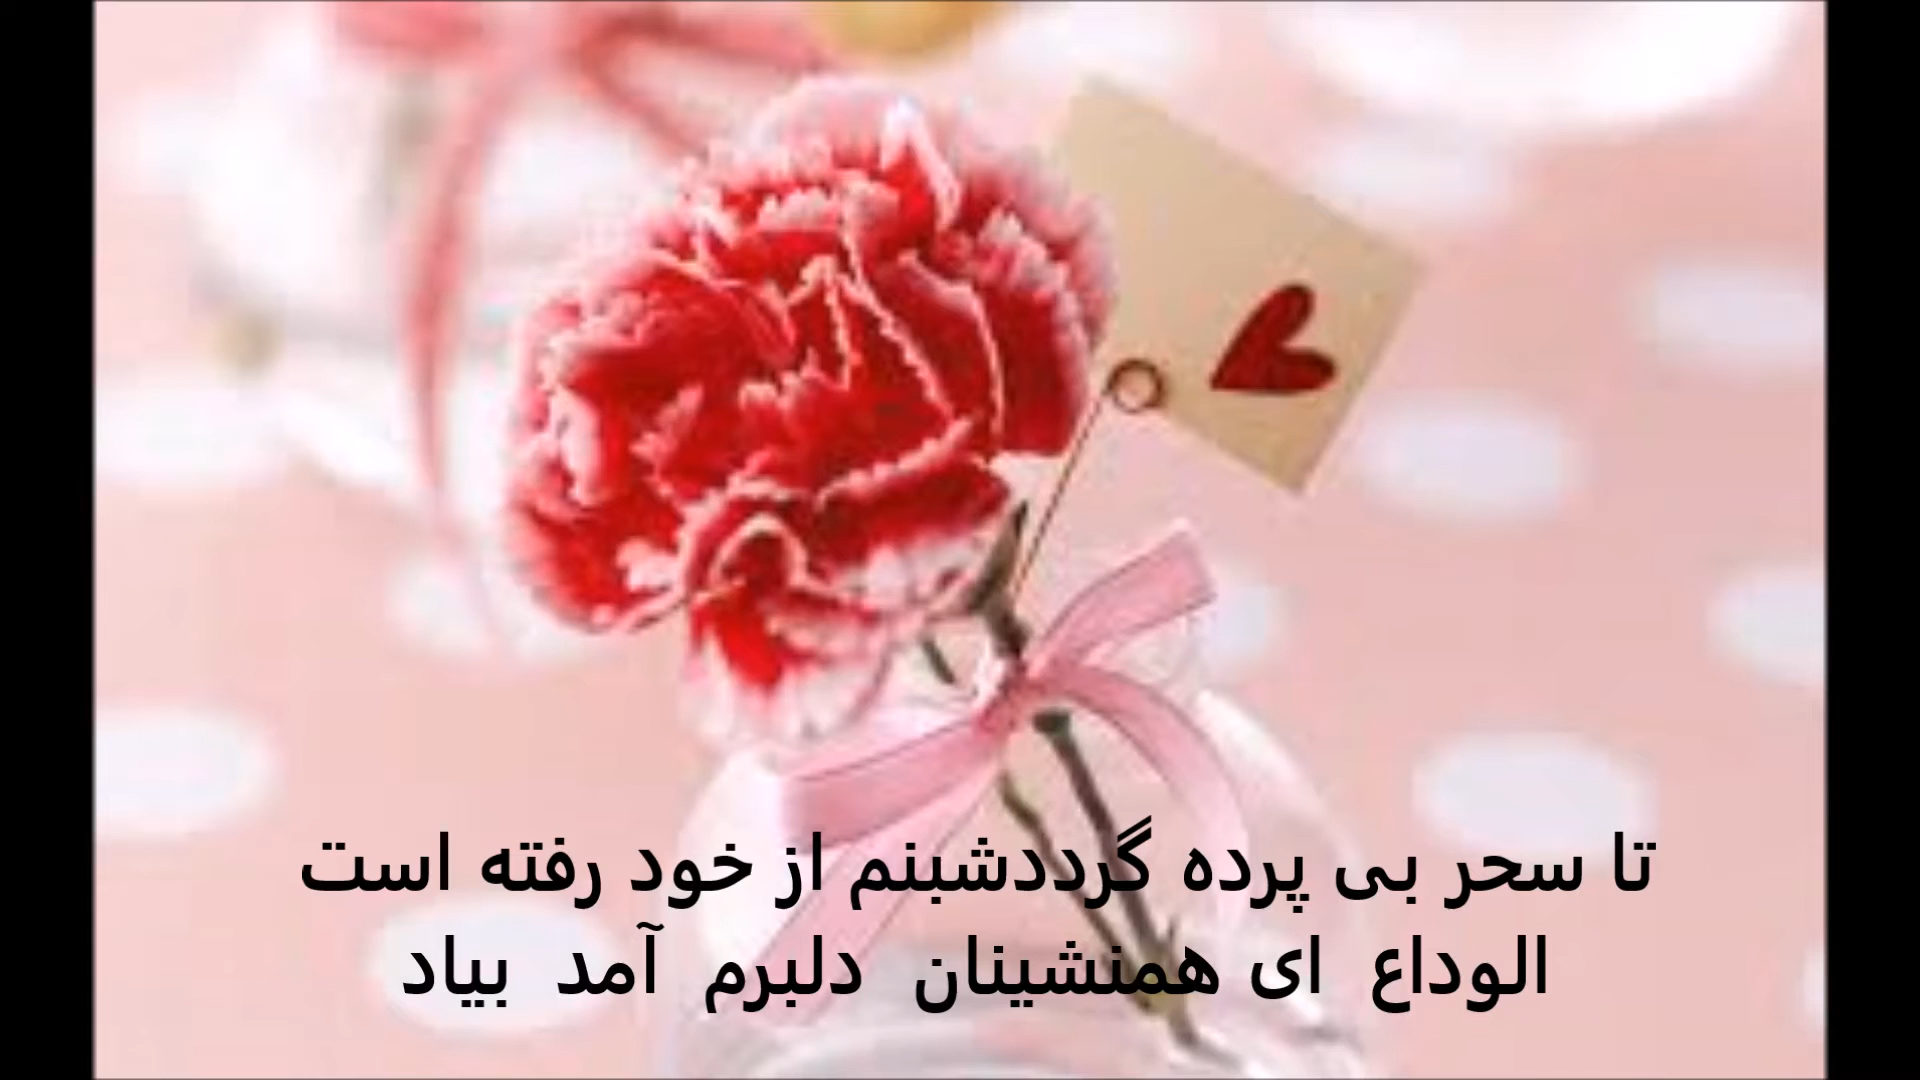 تا سحر بی پرده گرددشبنم از خود رفته است
الوداع ای همنشینان دلبرم آمد بیاد